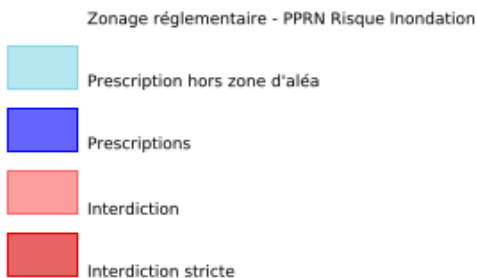 Zonage réglementaire - PPRN Risque Inondation
Prescription hors zone d'aléa
Prescriptions
Interdiction
Interdiction stricte